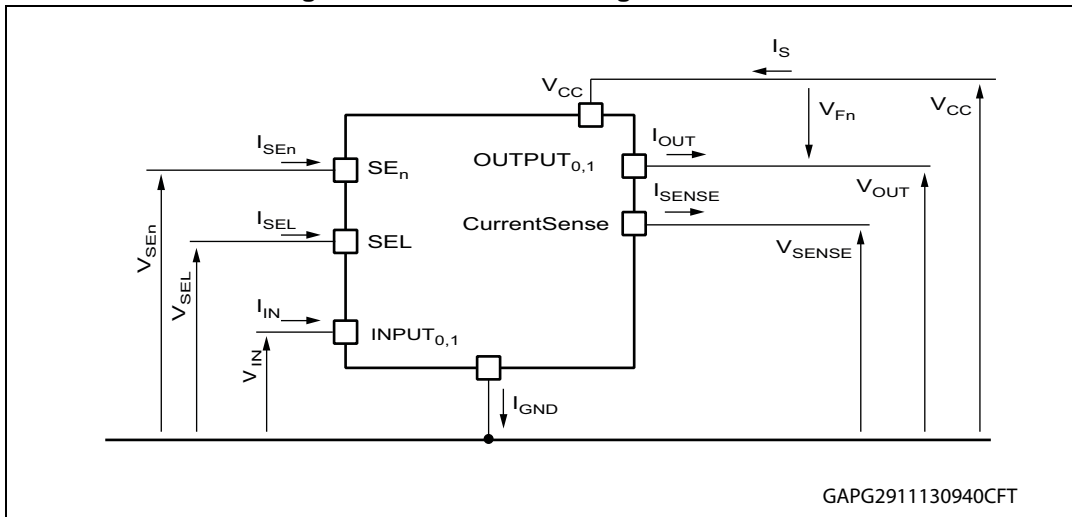 I_S
V_CC
V_Fn
V_CC
I_SEn
SE_n
OUTPUT_0,1
I_OUT
V_OUT
I_SEL
SEL
CurrentSense
I_SENSE
V_SENSE
V_SEn
V_SEL
I_IN
INPUT_0,1
V_IN
I_GND
GAPG2911130940CFT